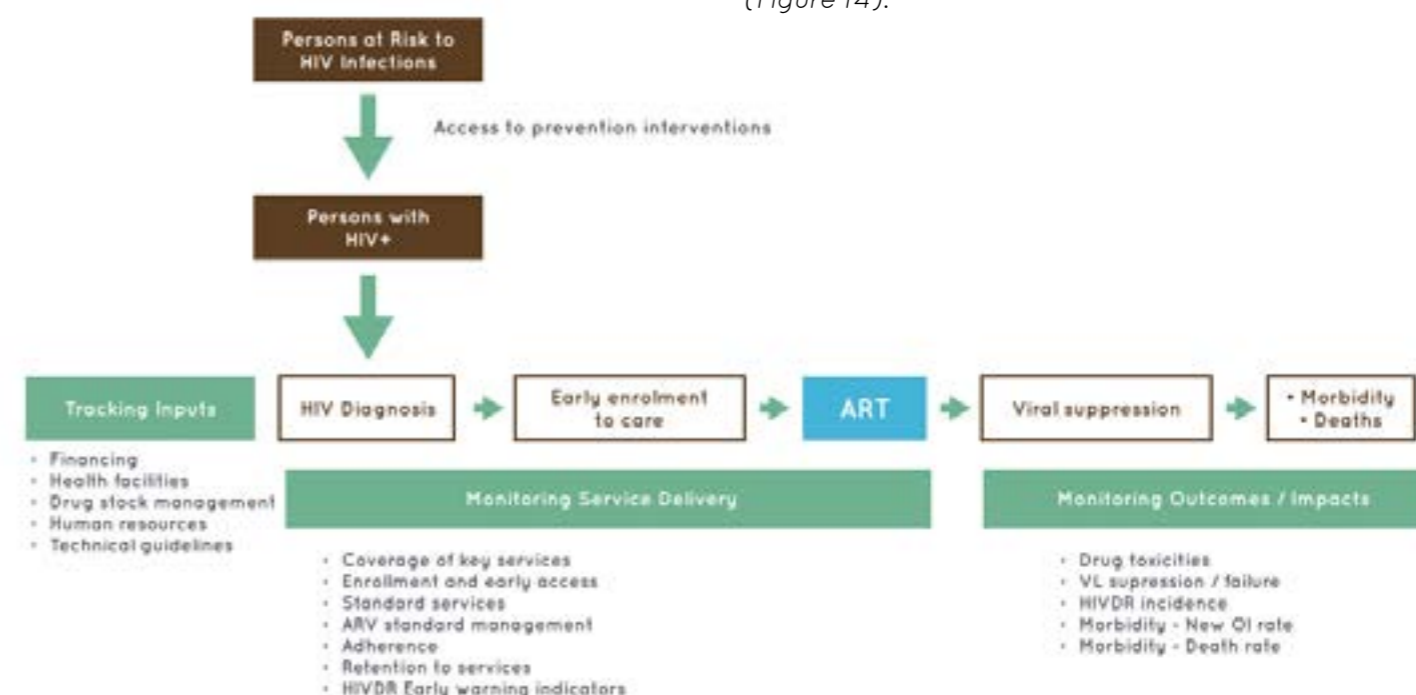 (Figure 14).
Persons at Risk to
HIV Infections
Access to prevention interventions
Persons with
HIV+
Tracking Inputs
HIV Diagnosis
Early enrolment
to care
ART
Viral suppression
• Morbidity
• Deaths
• Financing
• Health facilities
• Drug stock management
• Human resources
• Technical guidelines
Monitoring Service Delivery
• Coverage of key services
• Enrollment and early access
• Standard services
• ARV standard management
• Adherence
• Retention to services
• HIVDR Early warning indicators
Monitoring Outcomes / Impacts
• Drug toxicities
• VL supression / failure
• HIVDR incidence
• Morbidity - New OI rate
• Morbidity - Death rate